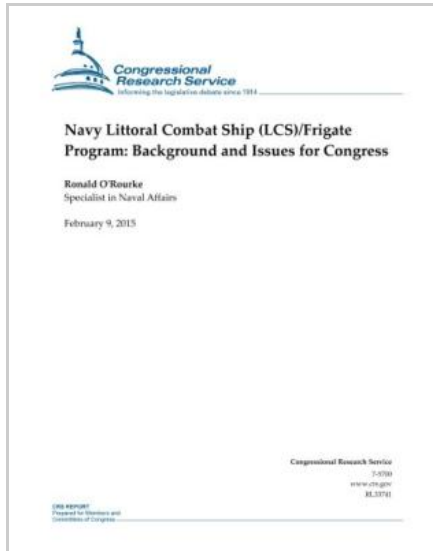 Congressional
Research Service
Informing the legislative debate since 1914
Navy Littoral Combat Ship (LCS)/Frigate
Program: Background and Issues for Congress
Ronald O'Rourke
Specialist in Naval Affairs
February 9, 2015
Congressional Research Service
7-5700
www.crs.gov
RL33741
CRS REPORT
Prepared for Members and
Committees of Congress